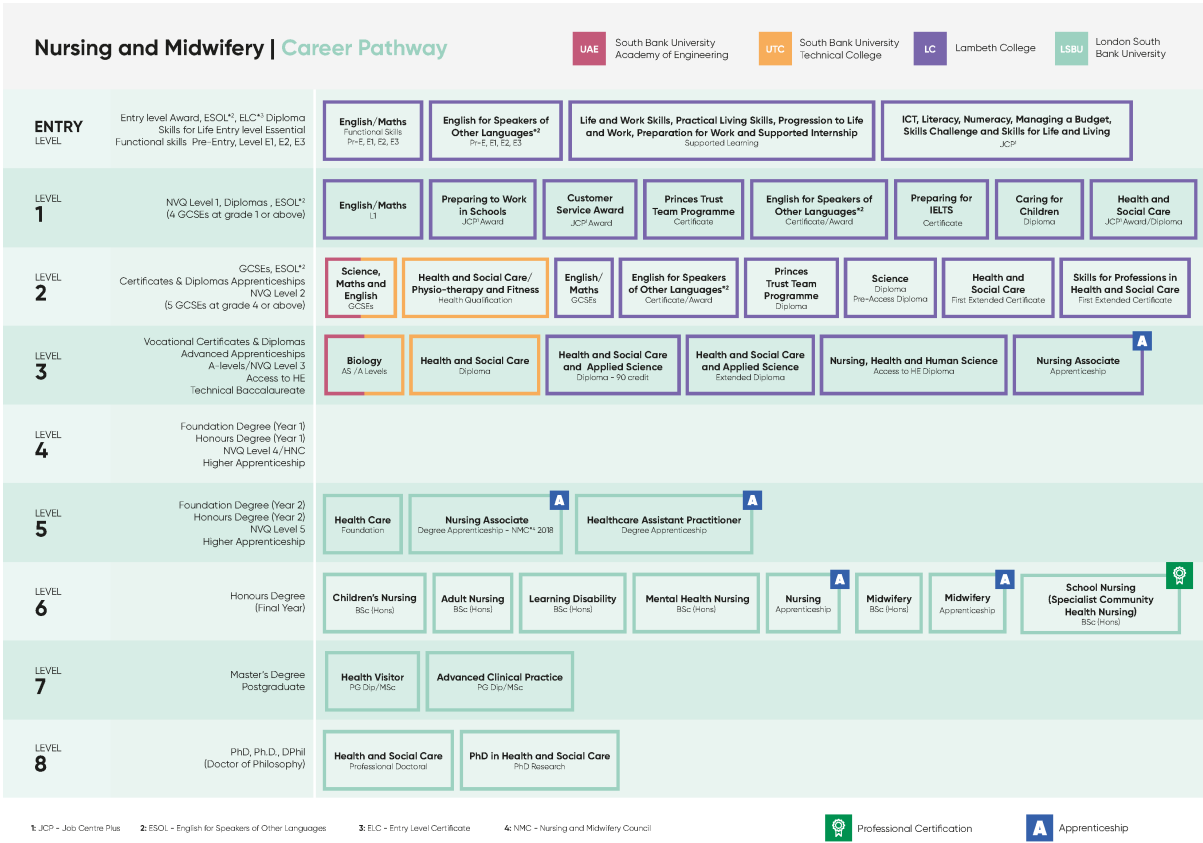 Nursing and Midwifery | Career Pathway
UAE
South Bank University
Academy of Engineering
UTC
South Bank University
Technical College
LC
Lambeth College
LSBU
London South
Bank University
ENTRY
LEVEL
Entry level Award, ESOL*², ELC*³ Diploma
Skills for Life Entry level Essential
Functional skills Pre-Entry, Level E1, E2, E3
English/Maths
Functional Skills
Pr-E, E1, E2, E3
English for Speakers of
Other Languages*²
Pr-E, E1, E2, E3
Life and Work Skills, Practical Living Skills, Progression to Life
and Work, Preparation for Work and Supported Internship
Supported Learning
ICT, Literacy, Numeracy, Managing a Budget,
Skills Challenge and Skills for Life and Living
JCP¹
LEVEL
1
NVQ Level 1, Diplomas , ESOL*²
(4 GCSEs at grade 1 or above)
English/Maths
L1
Preparing to Work
in Schools
JCP¹ Award
Customer
Service Award
JCP¹ Award
Princes Trust
Team Programme
Certificate
English for Speakers of
Other Languages*²
Certificate/Award
Preparing for
IELTS
Certificate
Caring for
Children
Diploma
Health and
Social Care
JCP¹ Award/Diploma
LEVEL
2
GCSEs, ESOL*²
Certificates & Diplomas Apprenticeships
NVQ Level 2
(5 GCSEs at grade 4 or above)
Science,
Maths and
English
GCSEs
Health and Social Care/
Physio-therapy and Fitness
Health Qualification
English/
Maths
GCSEs
English for Speakers
of Other Languages*²
Certificate/Award
Princes
Trust Team
Programme
Diploma
Science
Diploma
Pre-Access Diploma
Health and
Social Care
First Extended Certificate
Skills for Professions in
Health and Social Care
First Extended Certificate
LEVEL
3
Vocational Certificates & Diplomas
Advanced Apprenticeships
A-levels/NVQ Level 3
Access to HE
Technical Baccalaureate
Biology
AS /A Levels
Health and Social Care
Diploma
Health and Social Care
and Applied Science
Diploma - 90 credit
Health and Social Care
and Applied Science
Extended Diploma
Nursing, Health and Human Science
Access to HE Diploma
Nursing Associate
Apprenticeship
A
LEVEL
4
Foundation Degree (Year 1)
Honours Degree (Year 1)
NVQ Level 4/HNC
Higher Apprenticeship
LEVEL
5
Foundation Degree (Year 2)
Honours Degree (Year 2)
NVQ Level 5
Higher Apprenticeship
Health Care
Foundation
Nursing Associate
Degree Apprenticeship - NMC*⁴ 2018
A
Healthcare Assistant Practitioner
Degree Apprenticeship
A
LEVEL
6
Honours Degree
(Final Year)
Children's Nursing
BSc (Hons)
Adult Nursing
BSc (Hons)
Learning Disability
BSc (Hons)
Mental Health Nursing
BSc (Hons)
Nursing
Apprenticeship
A
Midwifery
BSc (Hons)
Midwifery
Apprenticeship
A
School Nursing
(Specialist Community
Health Nursing)
BSc (Hons)
LEVEL
7
Master's Degree
Postgraduate
Health Visitor
PG Dip/MSc
Advanced Clinical Practice
PG Dip/MSc
LEVEL
8
PhD, Ph.D., DPhil
(Doctor of Philosophy)
Health and Social Care
Professional Doctoral
PhD in Health and Social Care
PhD Research
1: JCP - Job Centre Plus
2: ESOL - English for Speakers of Other Languages
3: ELC - Entry Level Certificate
4: NMC - Nursing and Midwifery Council
Professional Certification
A
Apprenticeship